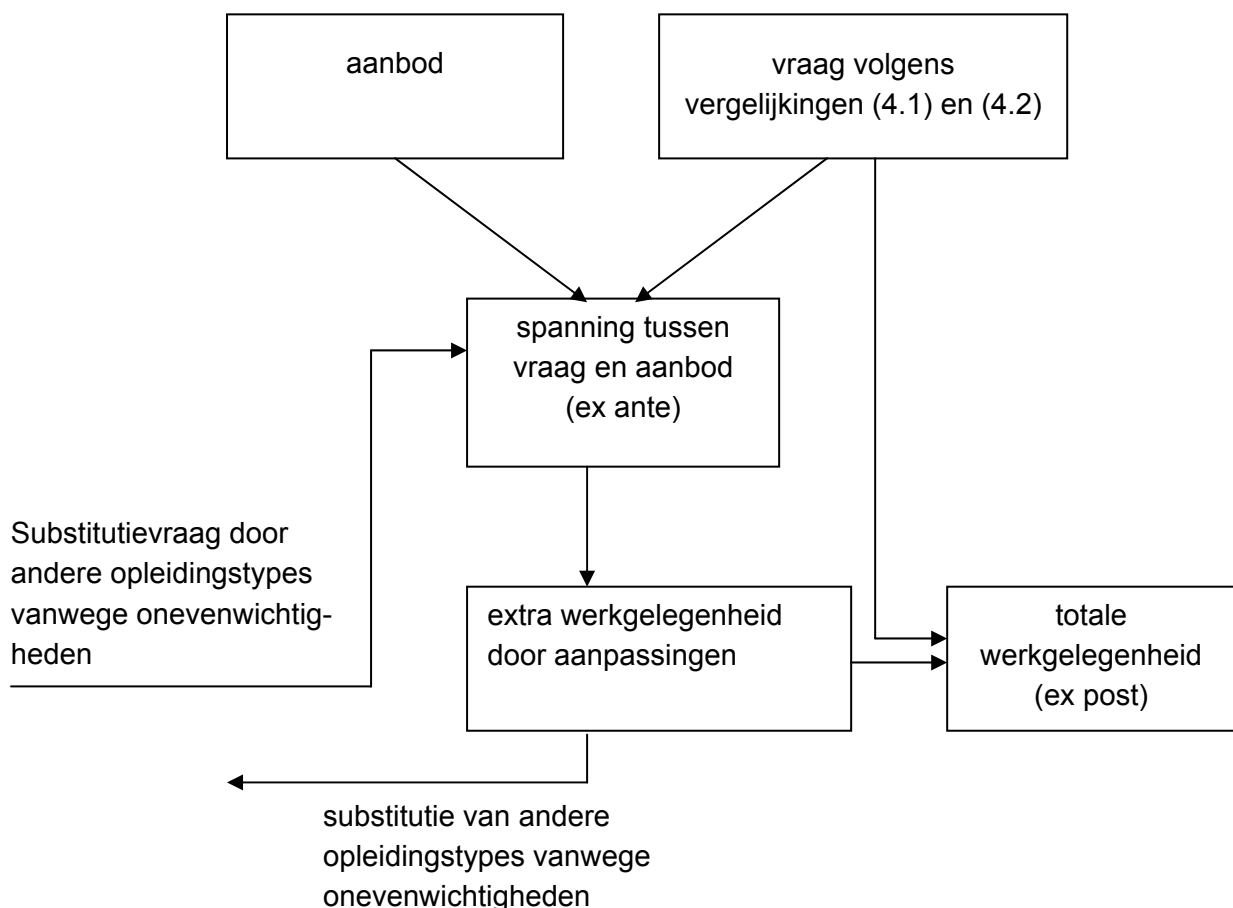 aanbod
vraag volgens
vergelijkingen (4.1) en (4.2)
spanning tussen
vraag en aanbod
(ex ante)
Substitutievraag door
andere opleidingstypes
vanwege onevenwichtig-
heden
extra werkgelegenheid
door aanpassingen
totale
werkgelegenheid
(ex post)
substitutie van andere
opleidingstypes vanwege
onevenwichtigheden